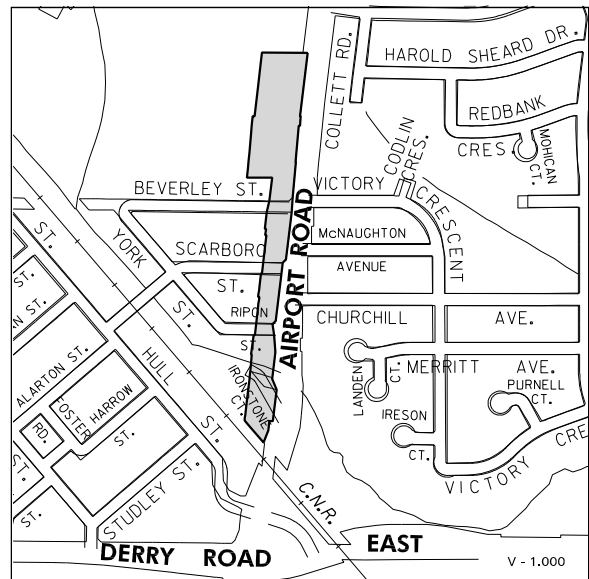 COLLETT RD.
HAROLD SHEARD DR.
REDBANK
CRES.
MOHICAN
CT.
CODLIN
CRES.
BEVERLEY ST.
VICTORY
CRESCENT
YORK
ST.
ST.
SCARBORO
ST.
McNAUGHTON
AVENUE
AIRPORT ROAD
RIPON
ST.
CHURCHILL
AVE.
ST.
AN ST.
ALARTON ST.
HULL
ST.
FOSTER
RD.
HARROW
ST.
IRONSTONE
CT.
LANDEN
CT.
MERRITT
AVE.
PURNELL
CT.
IRESON
CT.
VICTORY
CRE
ST.
ST.
STUDLEY ST.
C.N.R.
DERRY ROAD
EAST
V - 1.000